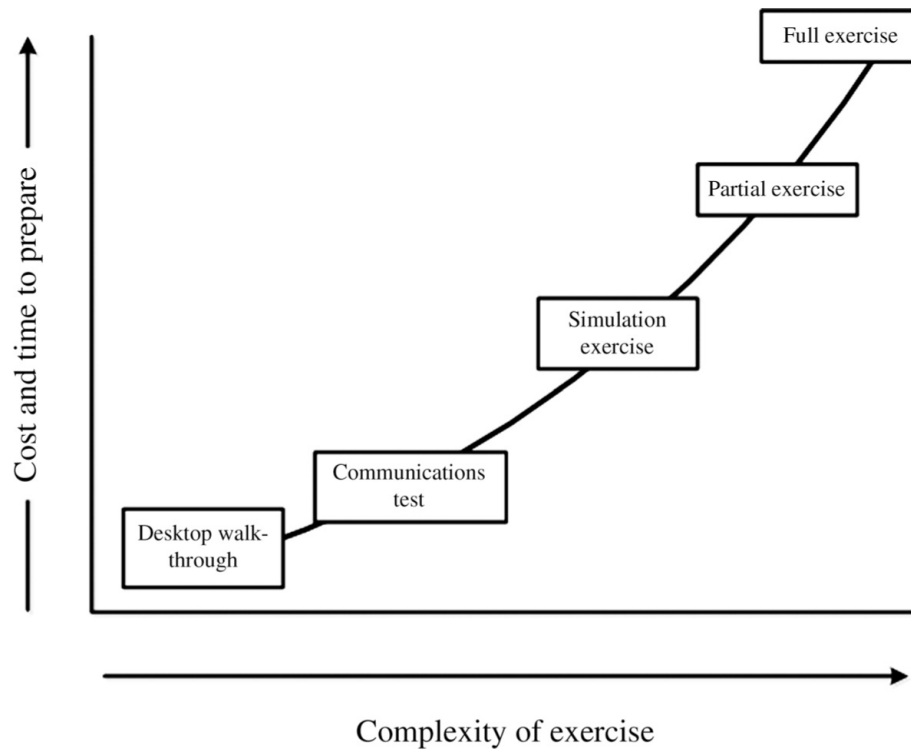 Full exercise
Partial exercise
Simulation
exercise
Communications
test
Desktop walk-
through
Cost and time to prepare
Complexity of exercise